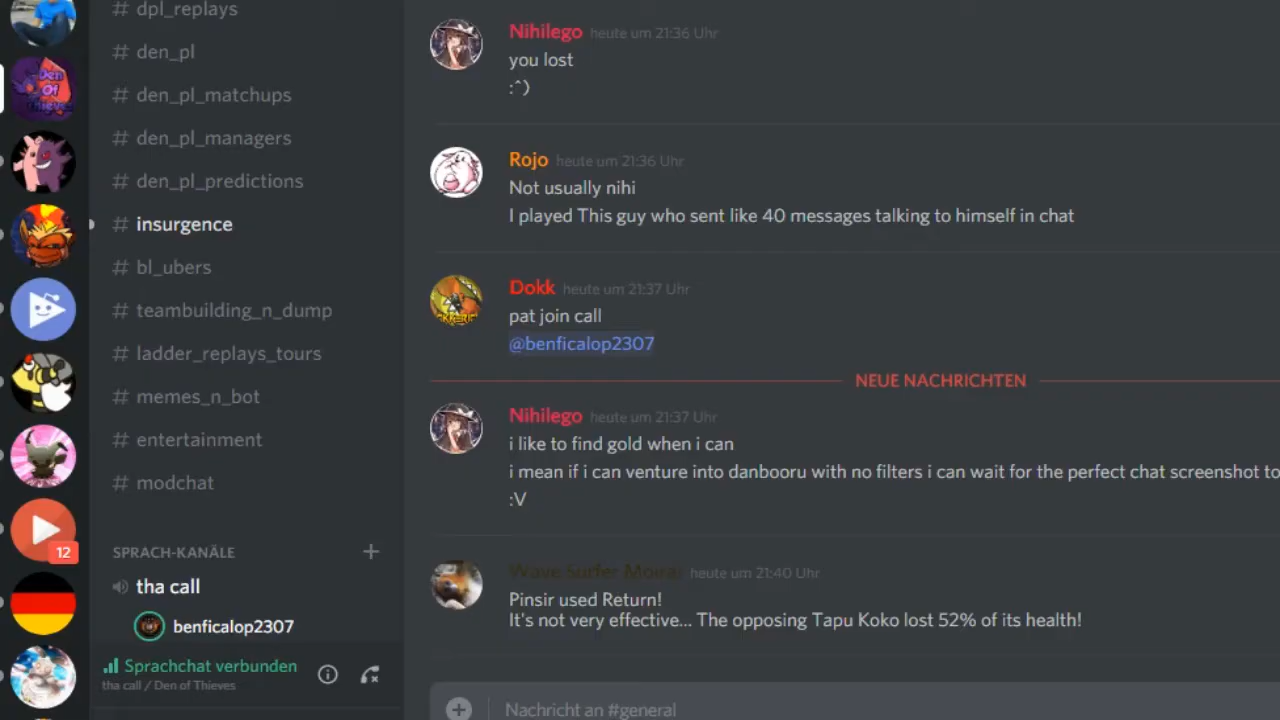 # dpl_replays
# den_pl
# den_pl_matchups
# den_pl_managers
# den_pl_predictions
# insurgence
# bl_ubers
# teambuilding_n_dump
# ladder_replays_tours
# memes_n_bot
# entertainment
# modchat
SPRACH-KANÄLE +
tha call
benficalop2307
Sprachchat verbunden
tha call / Den of Thieves
Den
Of
Thieves
12
Nihilego heute um 21:36 Uhr
you lost
:^)
Rojo heute um 21:36 Uhr
Not usually nihi
I played This guy who sent like 40 messages talking to himself in chat
Dokk heute um 21:37 Uhr
pat join call
@benficalop2307
NEUE NACHRICHTEN
Nihilego heute um 21:37 Uhr
i like to find gold when i can
i mean if i can venture into danbooru with no filters i can wait for the perfect chat screenshot to
:V
Wave Surfer Moirai heute um 21:40 Uhr
Pinsir used Return!
It's not very effective... The opposing Tapu Koko lost 52% of its health!
Nachricht an #general